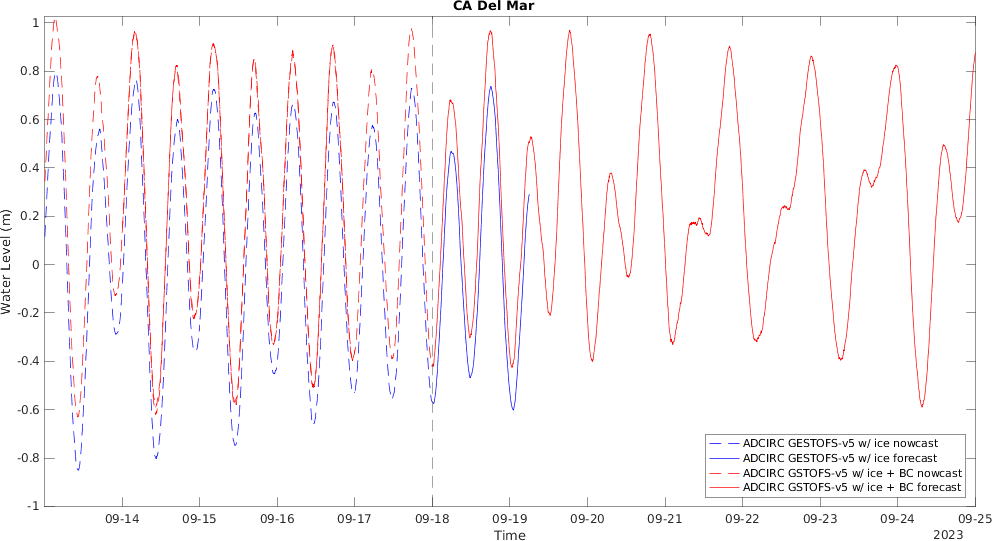 CA Del Mar
Water Level (m)
1
0.8
0.6
0.4
0.2
0
-0.2
-0.4
-0.6
-0.8
-1
09-14 09-15 09-16 09-17 09-18 09-19 09-20 09-21 09-22 09-23 09-24 09-25
Time
2023
ADCIRC GESTOFS-v5 w/ ice nowcast
ADCIRC GESTOFS-v5 w/ ice forecast
ADCIRC GSTOFS-v5 w/ ice + BC nowcast
ADCIRC GSTOFS-v5 w/ ice + BC forecast